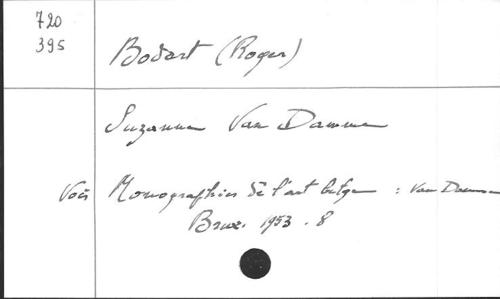 720
395
Bodart (Roger)
Suzanne Van Damme
Voir Monographies de l'art belge : Van Damme
Brux. 1953. 8